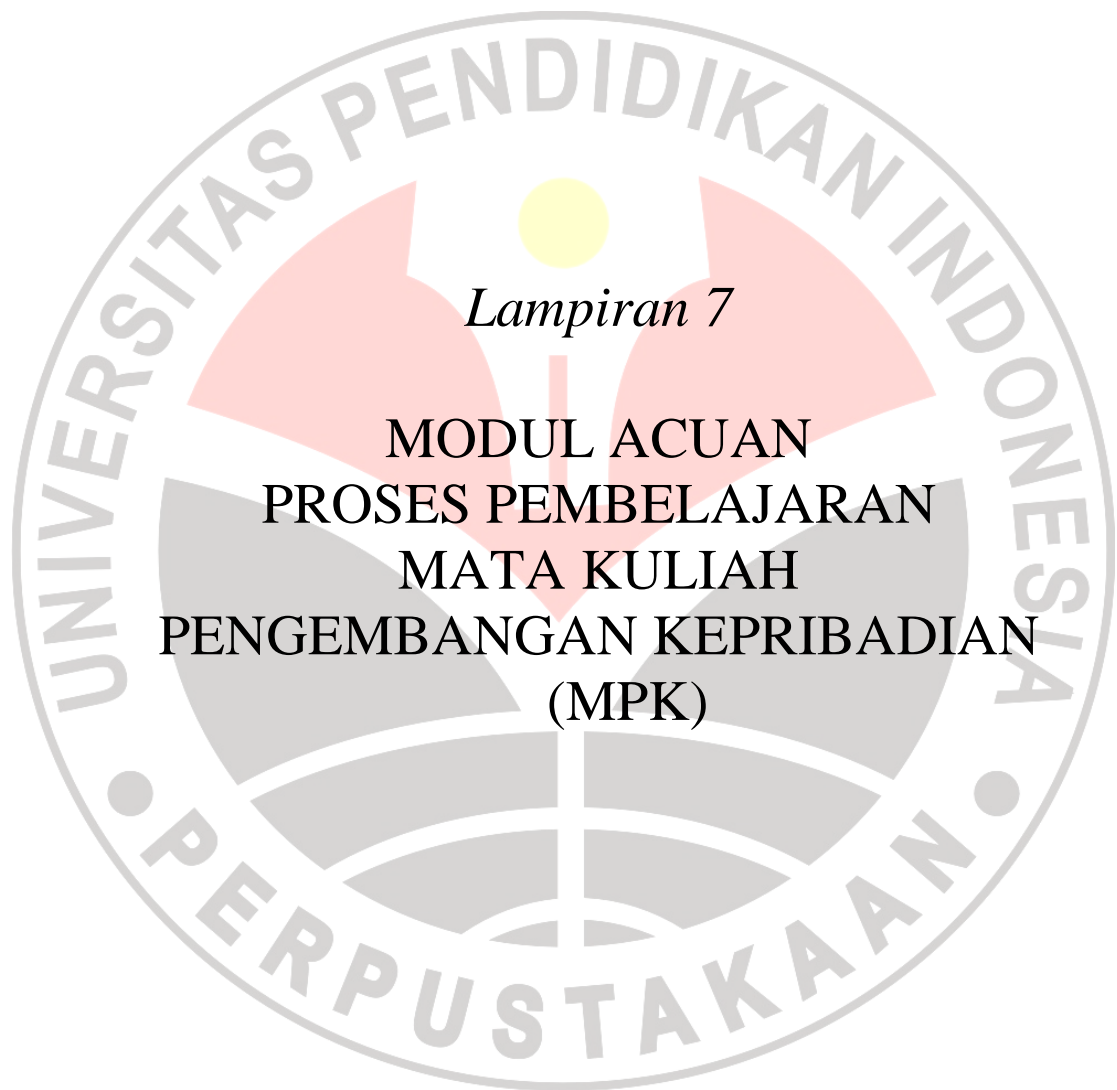 UNIVERSITAS PENDIDIKAN INDONESIA
Lampiran 7
MODUL ACUAN
PROSES PEMBELAJARAN
MATA KULIAH
PENGEMBANGAN KEPRIBADIAN
(MPK)
PERPUSTAKAAN